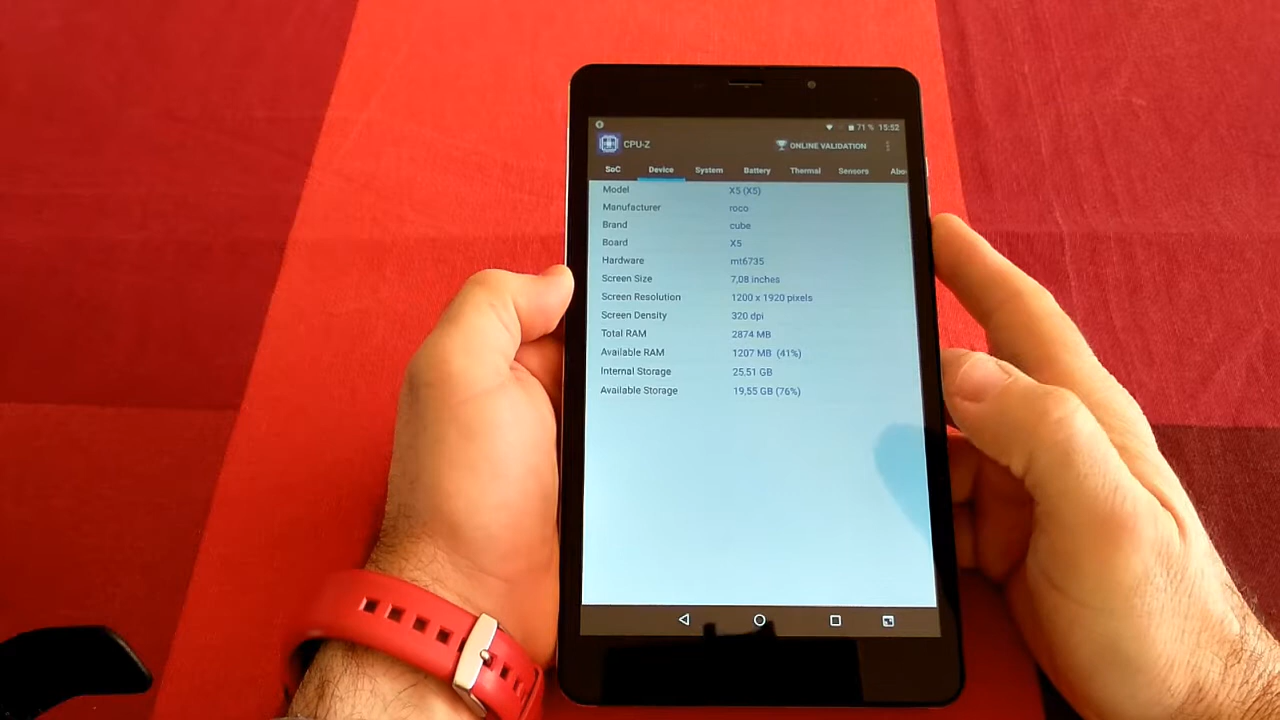 71 % 15:52
CPU-Z ONLINE VALIDATION
SoC Device System Battery Thermal Sensors Abo
Model X5 (X5)
Manufacturer roco
Brand cube
Board X5
Hardware mt6735
Screen Size 7,08 inches
Screen Resolution 1200 x 1920 pixels
Screen Density 320 dpi
Total RAM 2874 MB
Available RAM 1207 MB (41%)
Internal Storage 25,51 GB
Available Storage 19,55 GB (76%)